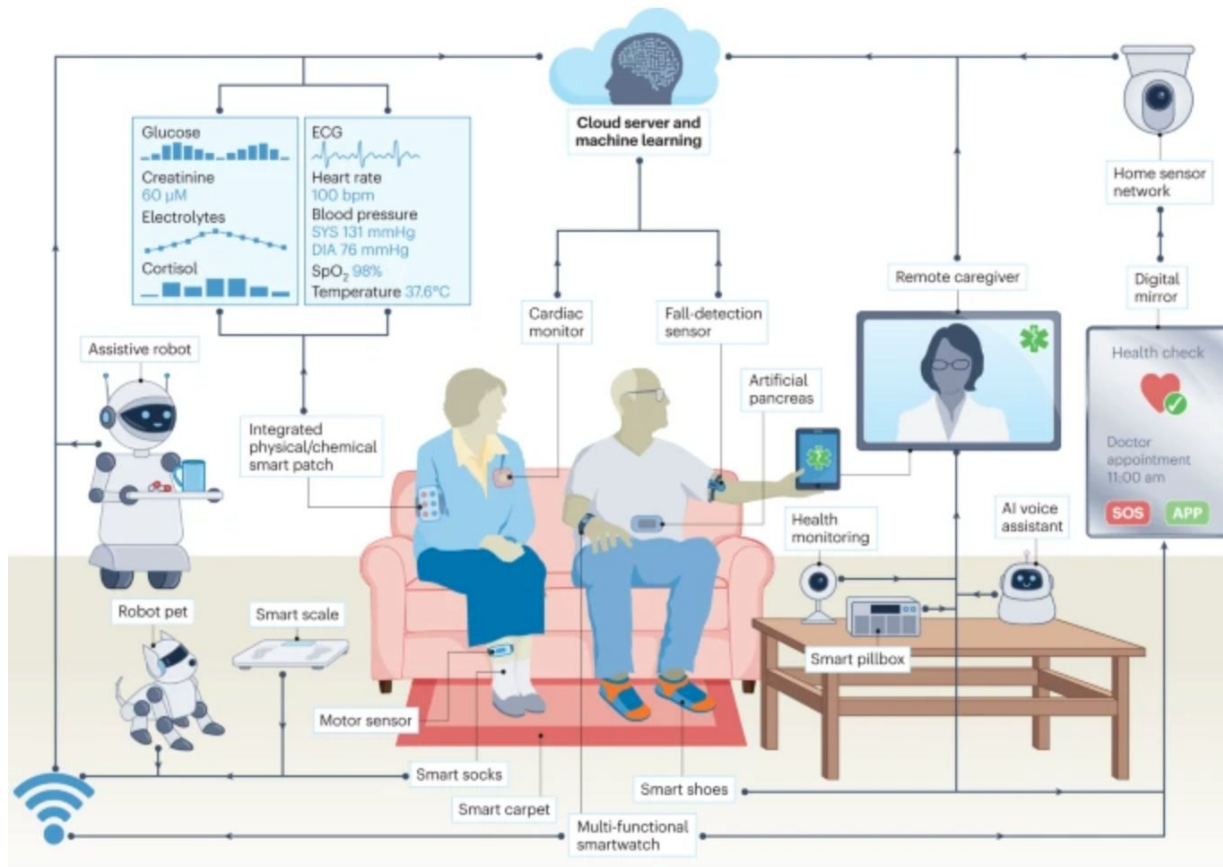 Cloud server and
machine learning
Glucose
Creatinine
60 µM
Electrolytes
Cortisol
ECG
Heart rate
100 bpm
Blood pressure
SYS 131 mmHg
DIA 76 mmHg
SpO₂ 98%
Temperature 37.6°C
Home sensor
network
Remote caregiver
Digital
mirror
Cardiac
monitor
Fall-detection
sensor
Assistive robot
Integrated
physical/chemical
smart patch
Artificial
pancreas
Health check
Doctor
appointment
11:00 am
SOS
APP
Health
monitoring
AI voice
assistant
Robot pet
Smart scale
Smart pillbox
Motor sensor
Smart socks
Smart carpet
Smart shoes
Multi-functional
smartwatch